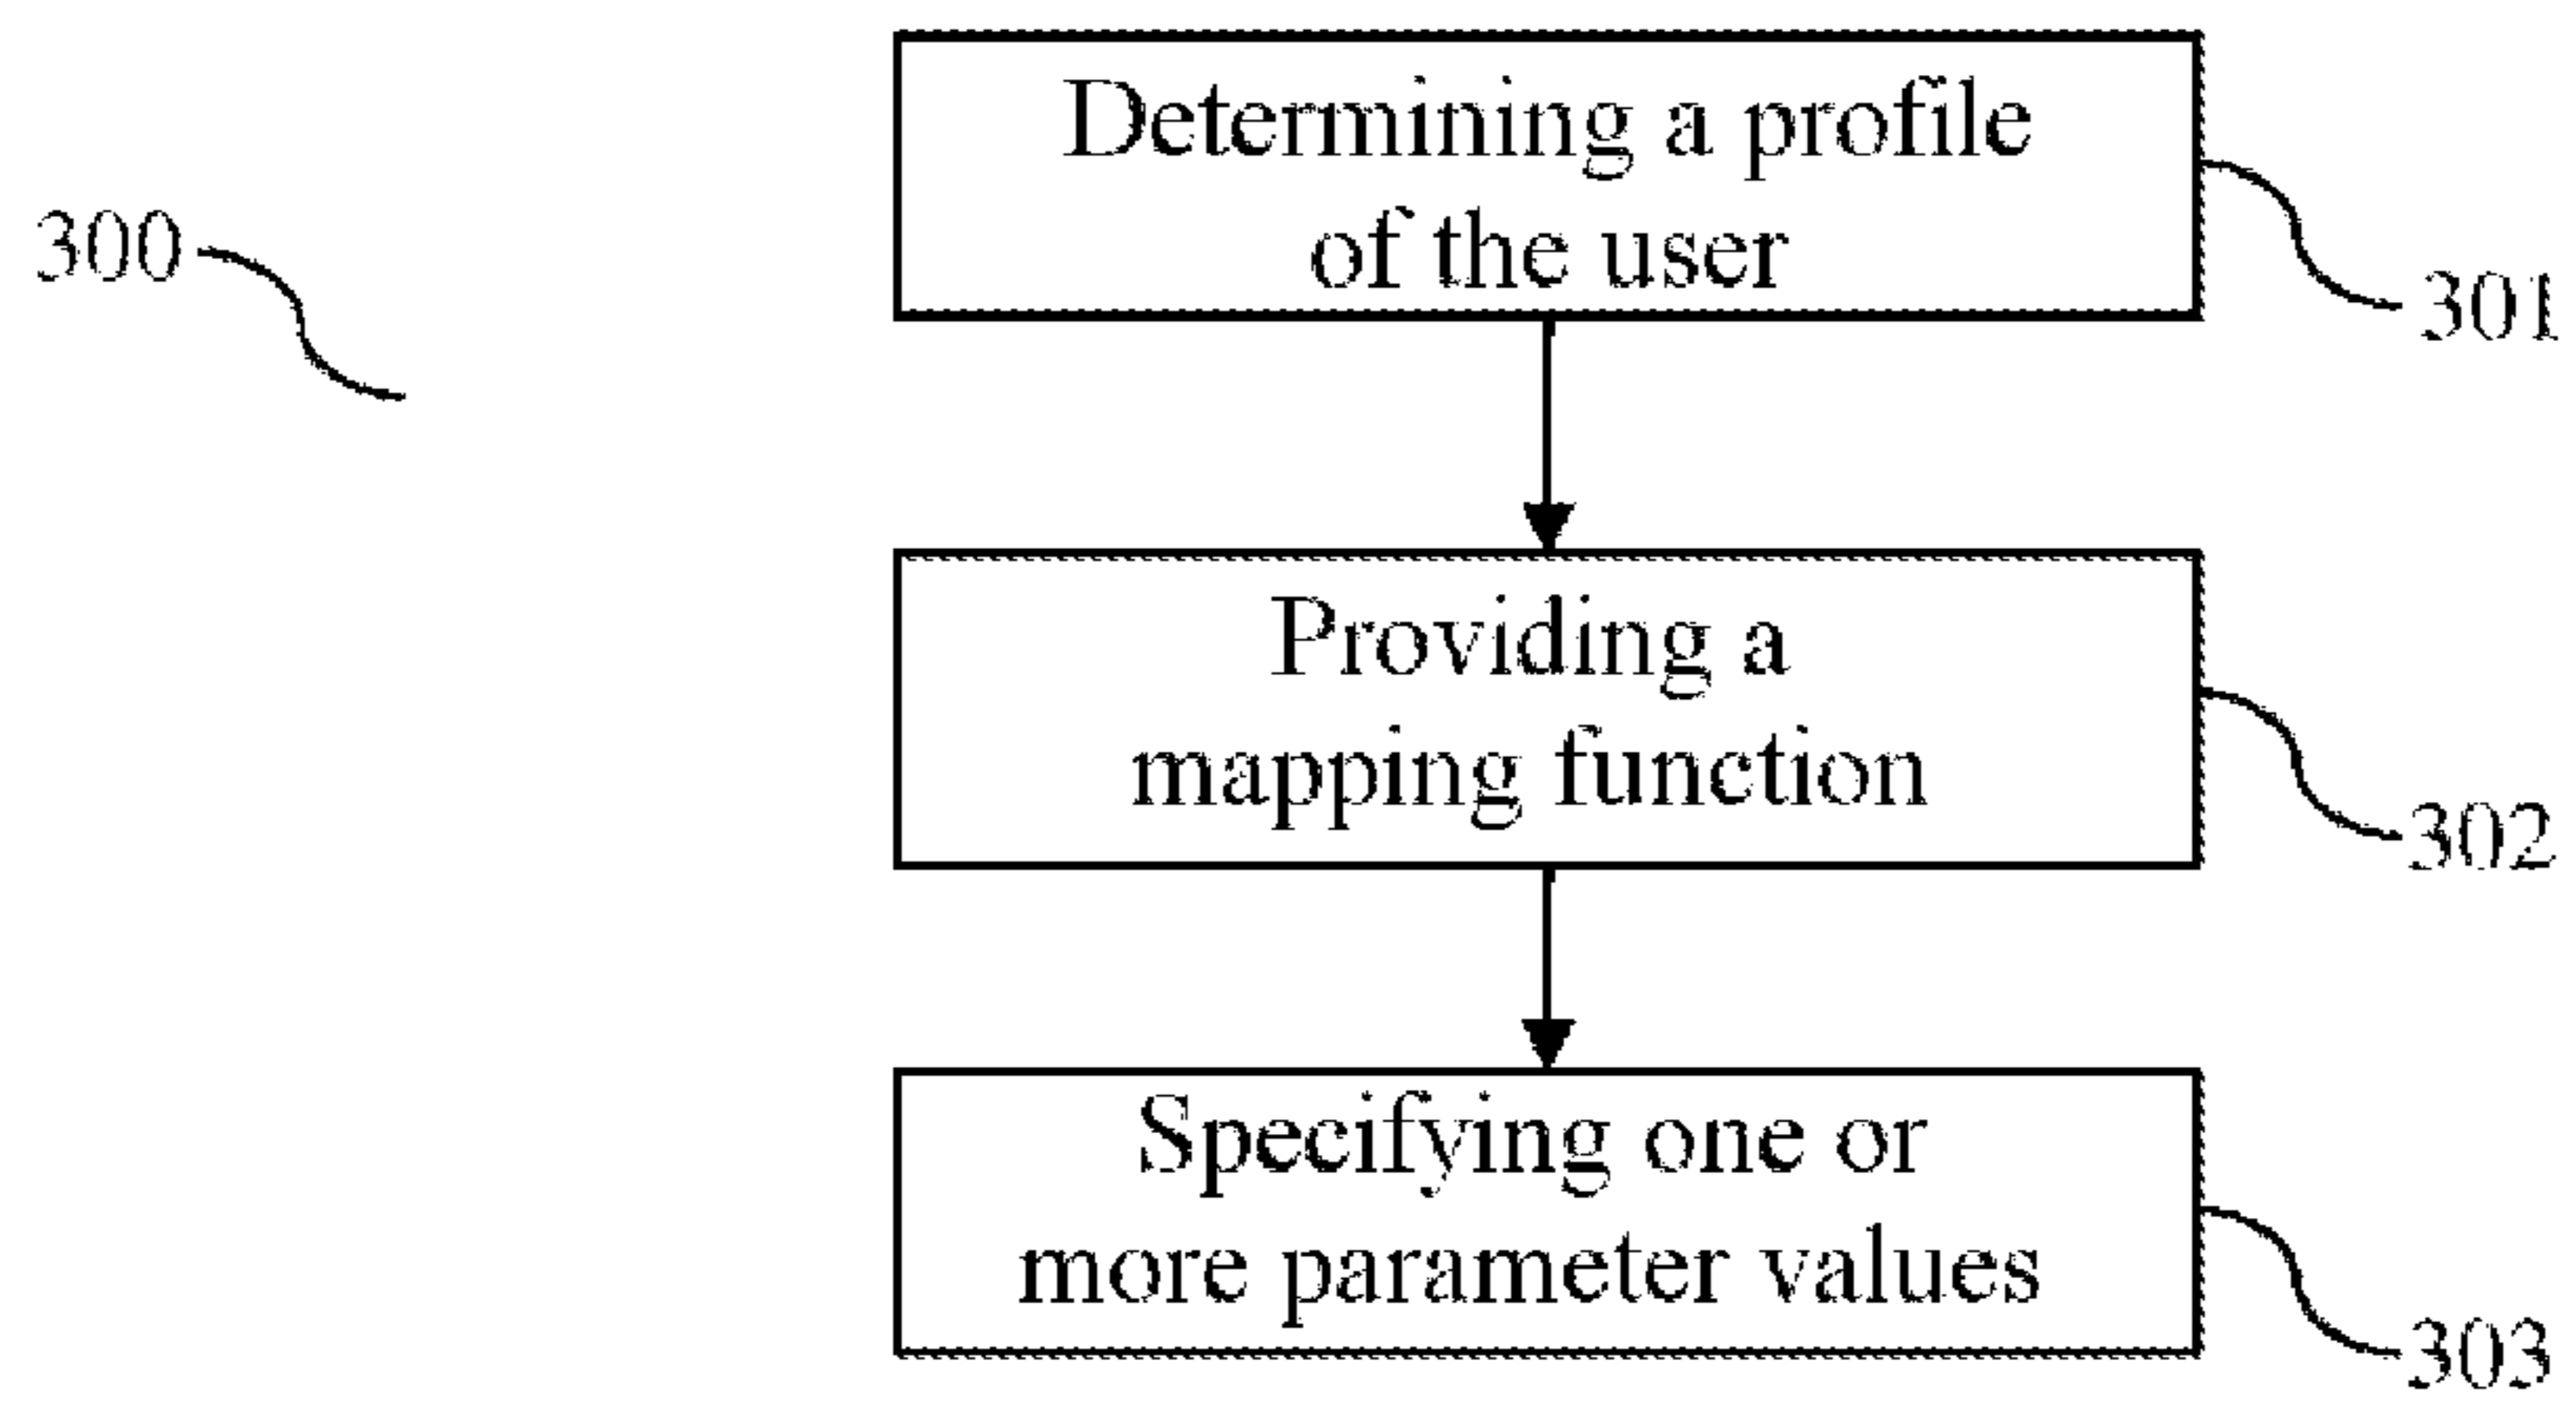 Determining a profile
of the user
300
301
Providing a
mapping function
302
Specifying one or
more parameter values
303